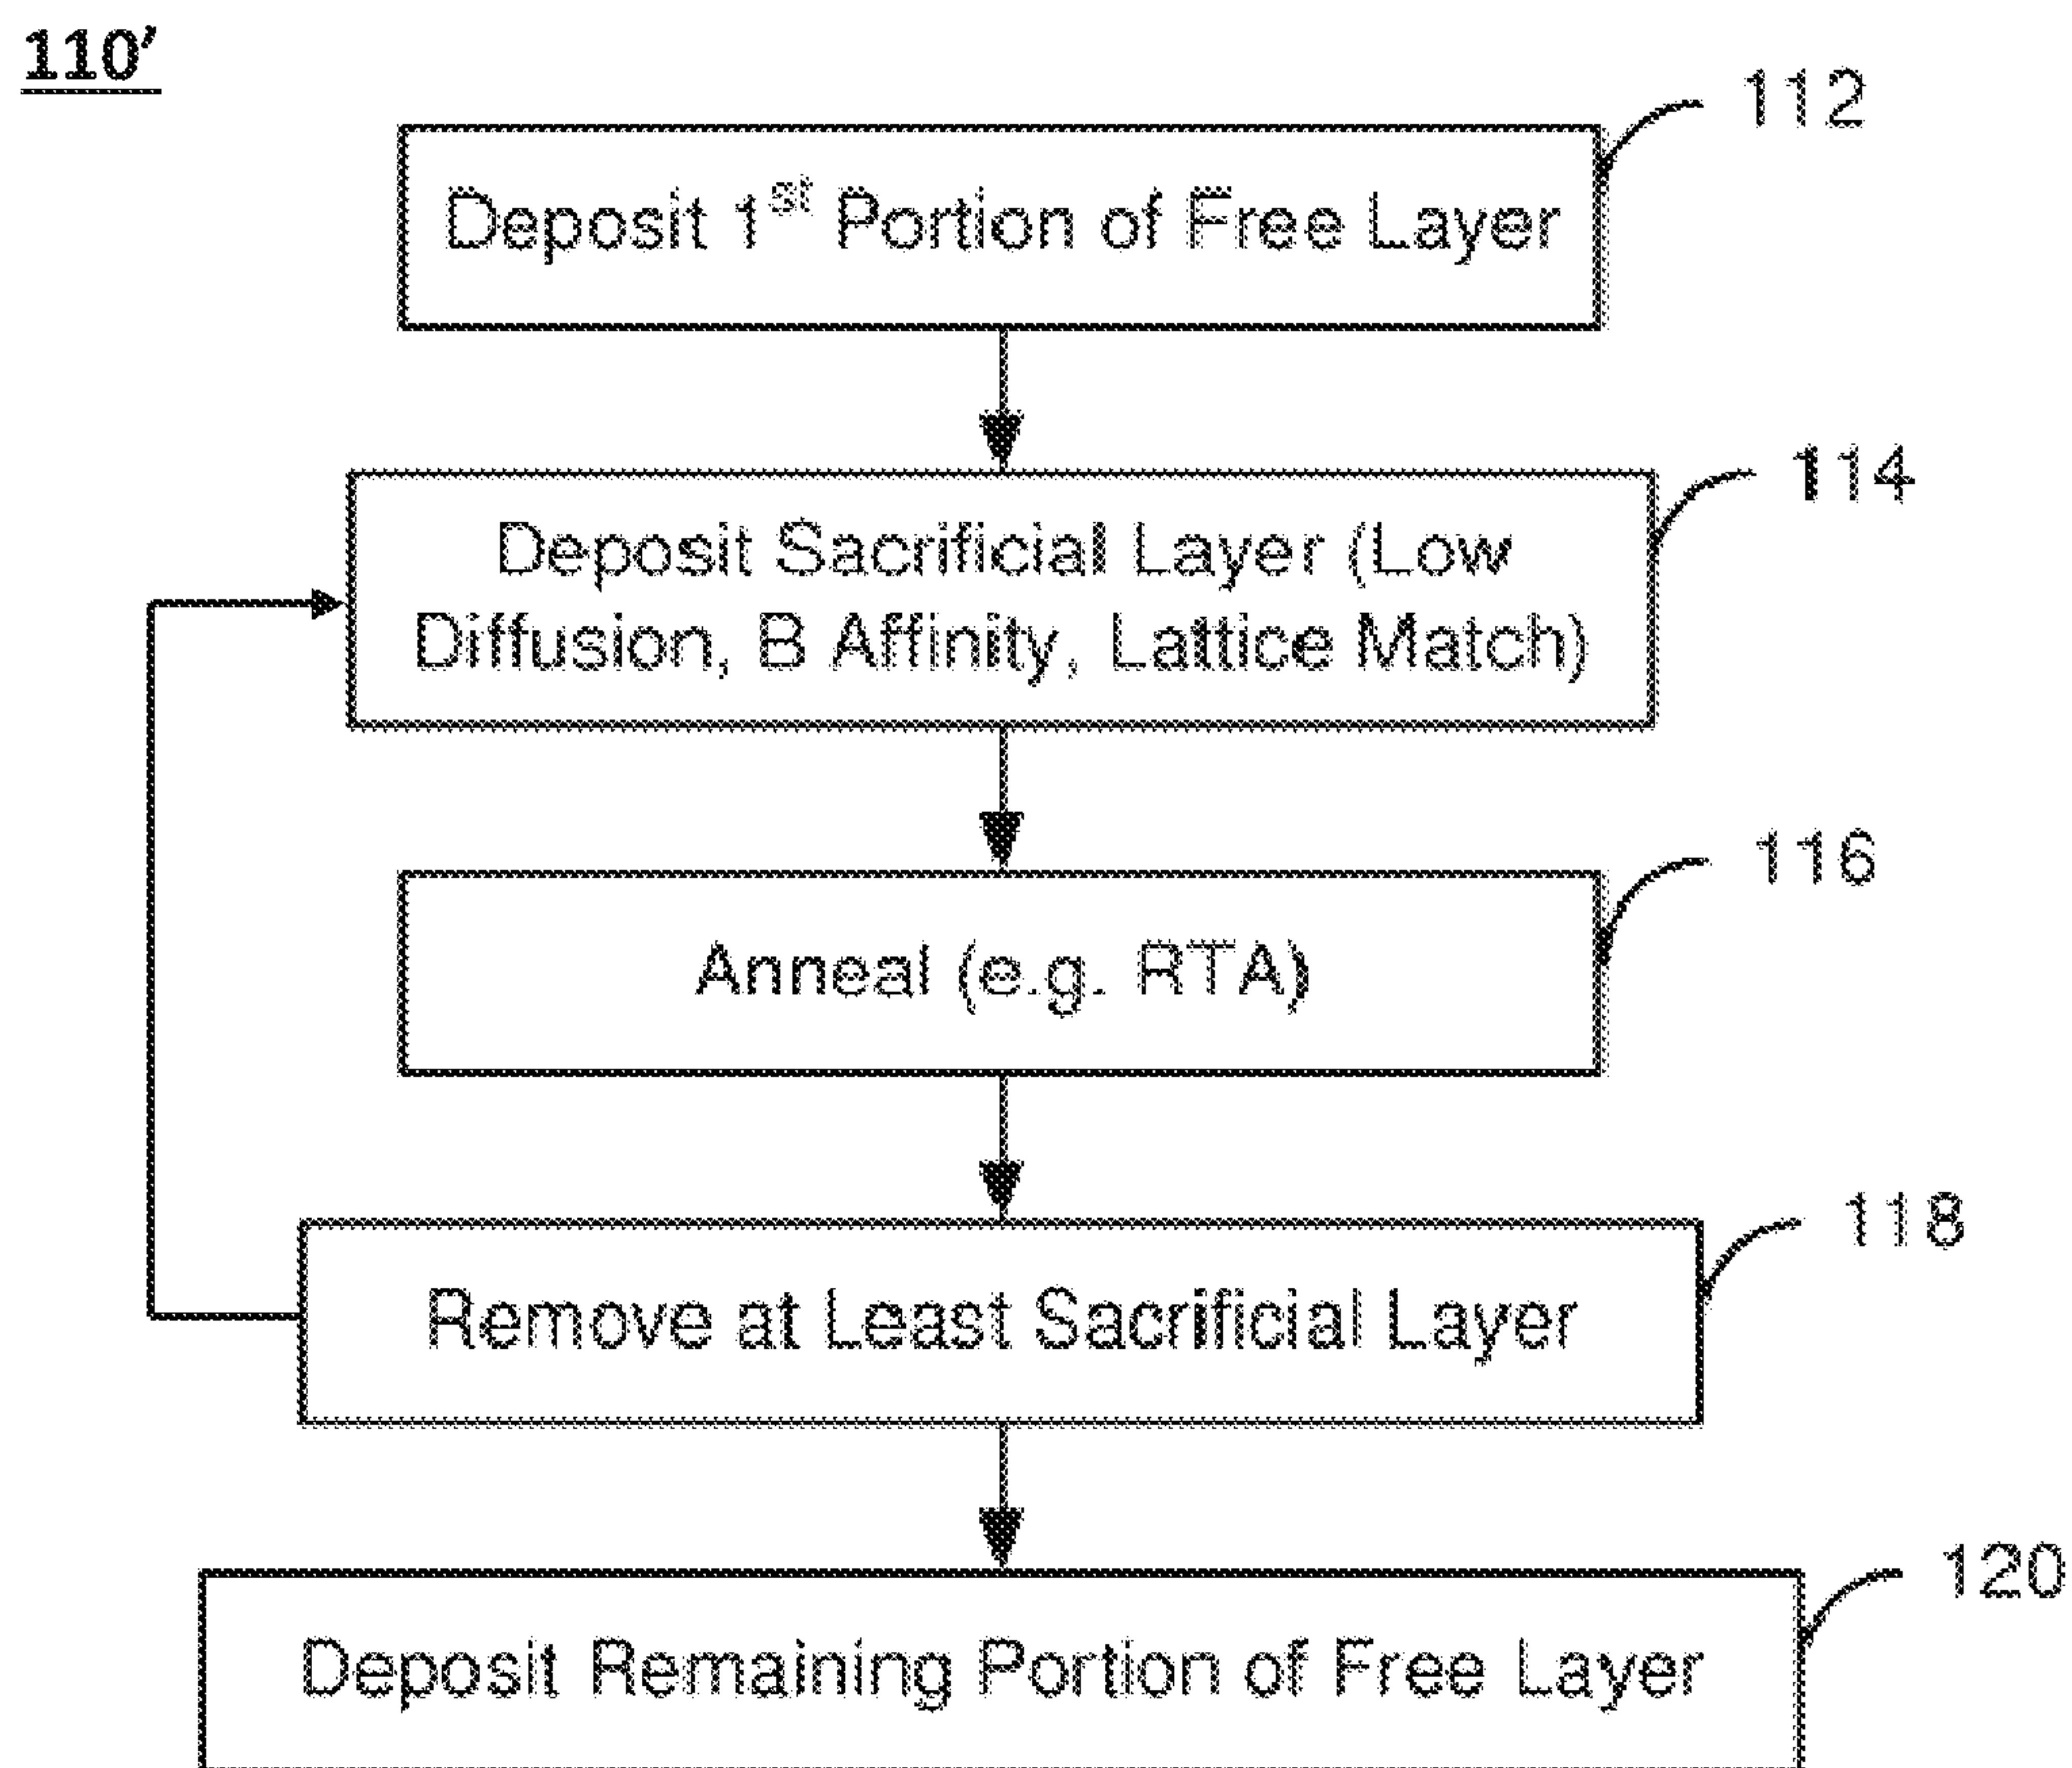 110'
112
Deposit 1st Portion of Free Layer
114
Deposit Sacrificial Layer (Low
Diffusion, B Affinity, Lattice Match)
116
Anneal (e.g. RTA)
118
Remove at Least Sacrificial Layer
120
Deposit Remaining Portion of Free Layer